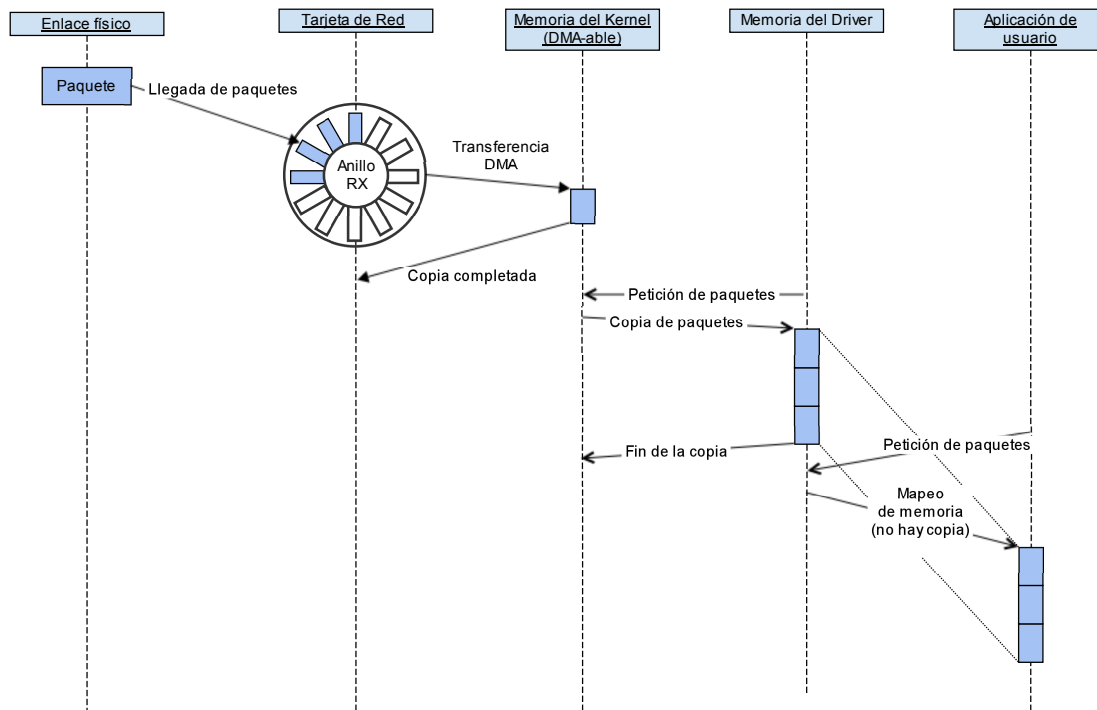 Enlace físico
Tarjeta de Red
Memoria del Kernel
(DMA-able)
Memoria del Driver
Aplicación de
usuario
Paquete
Llegada de paquetes
Anillo
RX
Transferencia
DMA
Copia completada
Petición de paquetes
Copia de paquetes
Fin de la copia
Petición de paquetes
Mapeo
de memoria
(no hay copia)